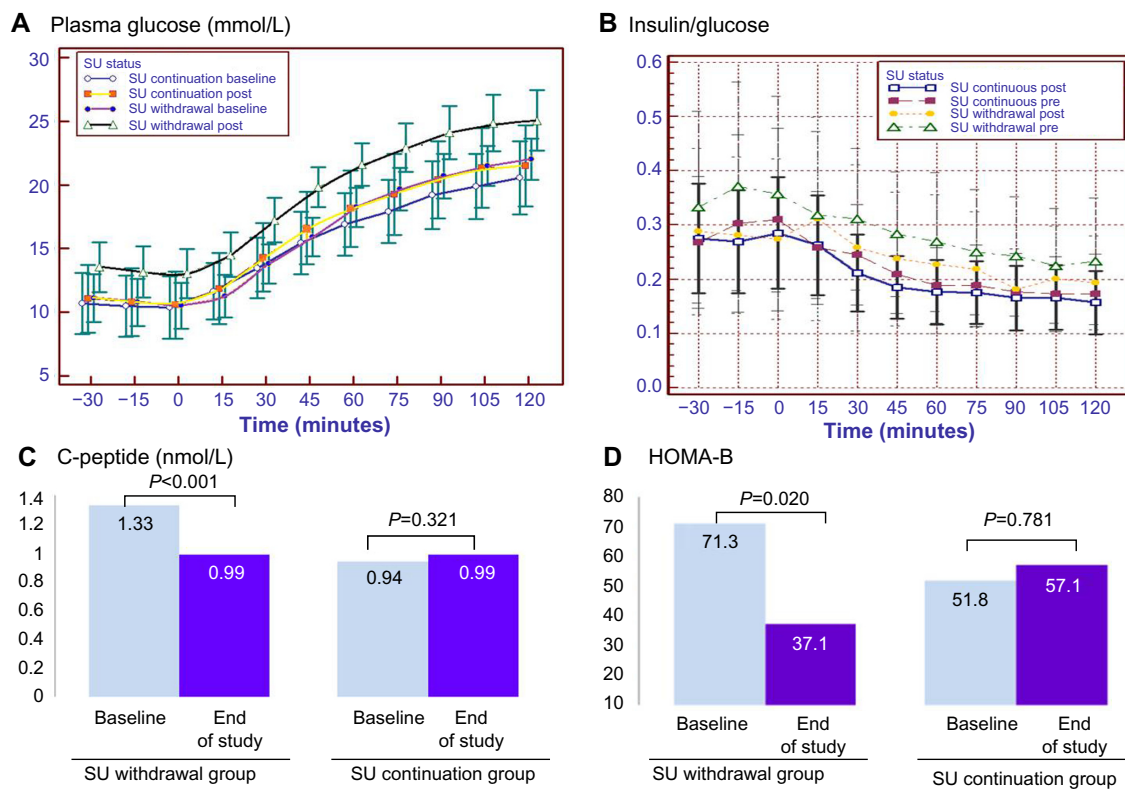 A Plasma glucose (mmol/L)
SU status
SU continuation baseline
SU continuation post
SU withdrawal baseline
SU withdrawal post
30
25
20
15
10
5
−30 −15 0 15 30 45 60 75 90 105 120
Time (minutes)
B Insulin/glucose
SU status
SU continuous post
SU continuous pre
SU withdrawal post
SU withdrawal pre
0.6
0.5
0.4
0.3
0.2
0.1
0.0
−30 −15 0 15 30 45 60 75 90 105 120
Time (minutes)
C C-peptide (nmol/L)
P<0.001
P=0.321
1.4
1.2
1
0.8
0.6
0.4
0.2
0
1.33
0.99
0.94
0.99
Baseline
End
of study
Baseline
End
of study
SU withdrawal group
SU continuation group
D HOMA-B
P=0.020
P=0.781
80
70
60
50
40
30
20
10
71.3
37.1
51.8
57.1
Baseline
End
of study
Baseline
End
of study
SU withdrawal group
SU continuation group